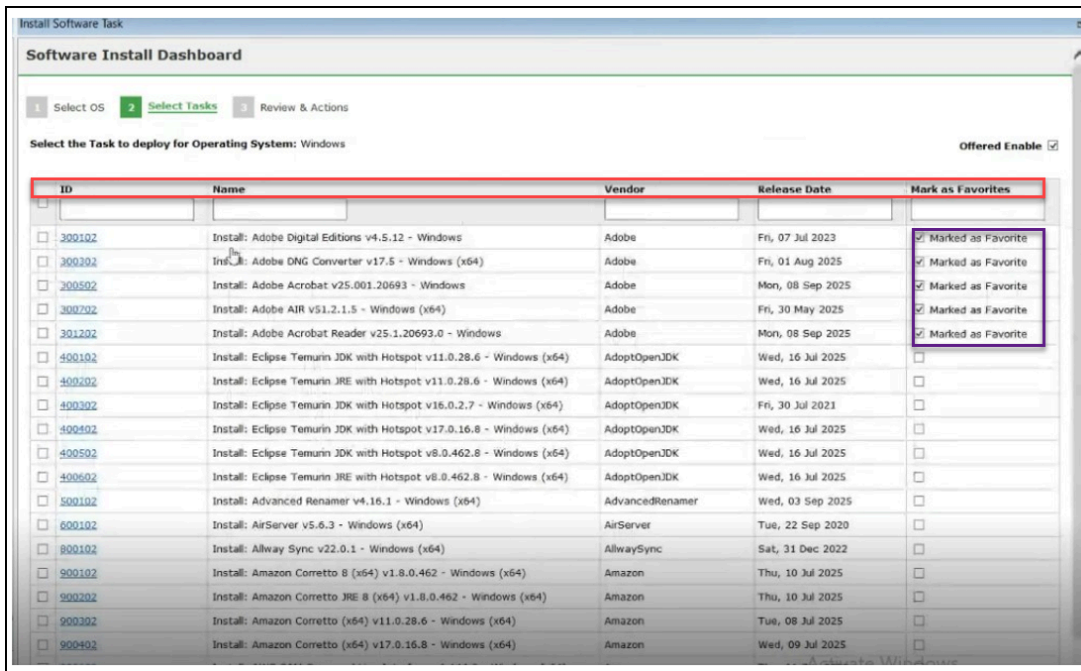 Install Software Task
Software Install Dashboard
1 Select OS 2 Select Tasks 3 Review & Actions
Select the Task to deploy for Operating System: Windows Offered Enable
ID Name Vendor Release Date Mark as Favorites
300102 Install: Adobe Digital Editions v4.5.12 - Windows Adobe Fri, 07 Jul 2023 Marked as Favorite
300302 Install: Adobe DNG Converter v17.5 - Windows (x64) Adobe Fri, 01 Aug 2025 Marked as Favorite
300502 Install: Adobe Acrobat v25.001.20693 - Windows Adobe Mon, 08 Sep 2025 Marked as Favorite
300702 Install: Adobe AIR v51.2.1.5 - Windows (x64) Adobe Fri, 30 May 2025 Marked as Favorite
301202 Install: Adobe Acrobat Reader v25.1.20693.0 - Windows Adobe Mon, 08 Sep 2025 Marked as Favorite
400102 Install: Eclipse Temurin JDK with Hotspot v11.0.28.6 - Windows (x64) AdoptOpenJDK Wed, 16 Jul 2025
400202 Install: Eclipse Temurin JRE with Hotspot v11.0.28.6 - Windows (x64) AdoptOpenJDK Wed, 16 Jul 2025
400302 Install: Eclipse Temurin JDK with Hotspot v16.0.2.7 - Windows (x64) AdoptOpenJDK Fri, 30 Jul 2021
400402 Install: Eclipse Temurin JDK with Hotspot v17.0.16.8 - Windows (x64) AdoptOpenJDK Wed, 16 Jul 2025
400502 Install: Eclipse Temurin JDK with Hotspot v8.0.462.8 - Windows (x64) AdoptOpenJDK Wed, 16 Jul 2025
400602 Install: Eclipse Temurin JRE with Hotspot v8.0.462.8 - Windows (x64) AdoptOpenJDK Wed, 16 Jul 2025
500102 Install: Advanced Renamer v4.16.1 - Windows (x64) AdvancedRenamer Wed, 03 Sep 2025
600102 Install: AirServer v5.6.3 - Windows (x64) AirServer Tue, 22 Sep 2020
800102 Install: Allway Sync v22.0.1 - Windows (x64) AllwaySync Sat, 31 Dec 2022
900102 Install: Amazon Corretto 8 (x64) v1.8.0.462 - Windows (x64) Amazon Thu, 10 Jul 2025
900202 Install: Amazon Corretto JRE 8 (x64) v1.8.0.462 - Windows (x64) Amazon Thu, 10 Jul 2025
900302 Install: Amazon Corretto (x64) v11.0.28.6 - Windows (x64) Amazon Tue, 08 Jul 2025
900402 Install: Amazon Corretto (x64) v17.0.16.8 - Windows (x64) Amazon Wed, 09 Jul 2025
Activate Windows